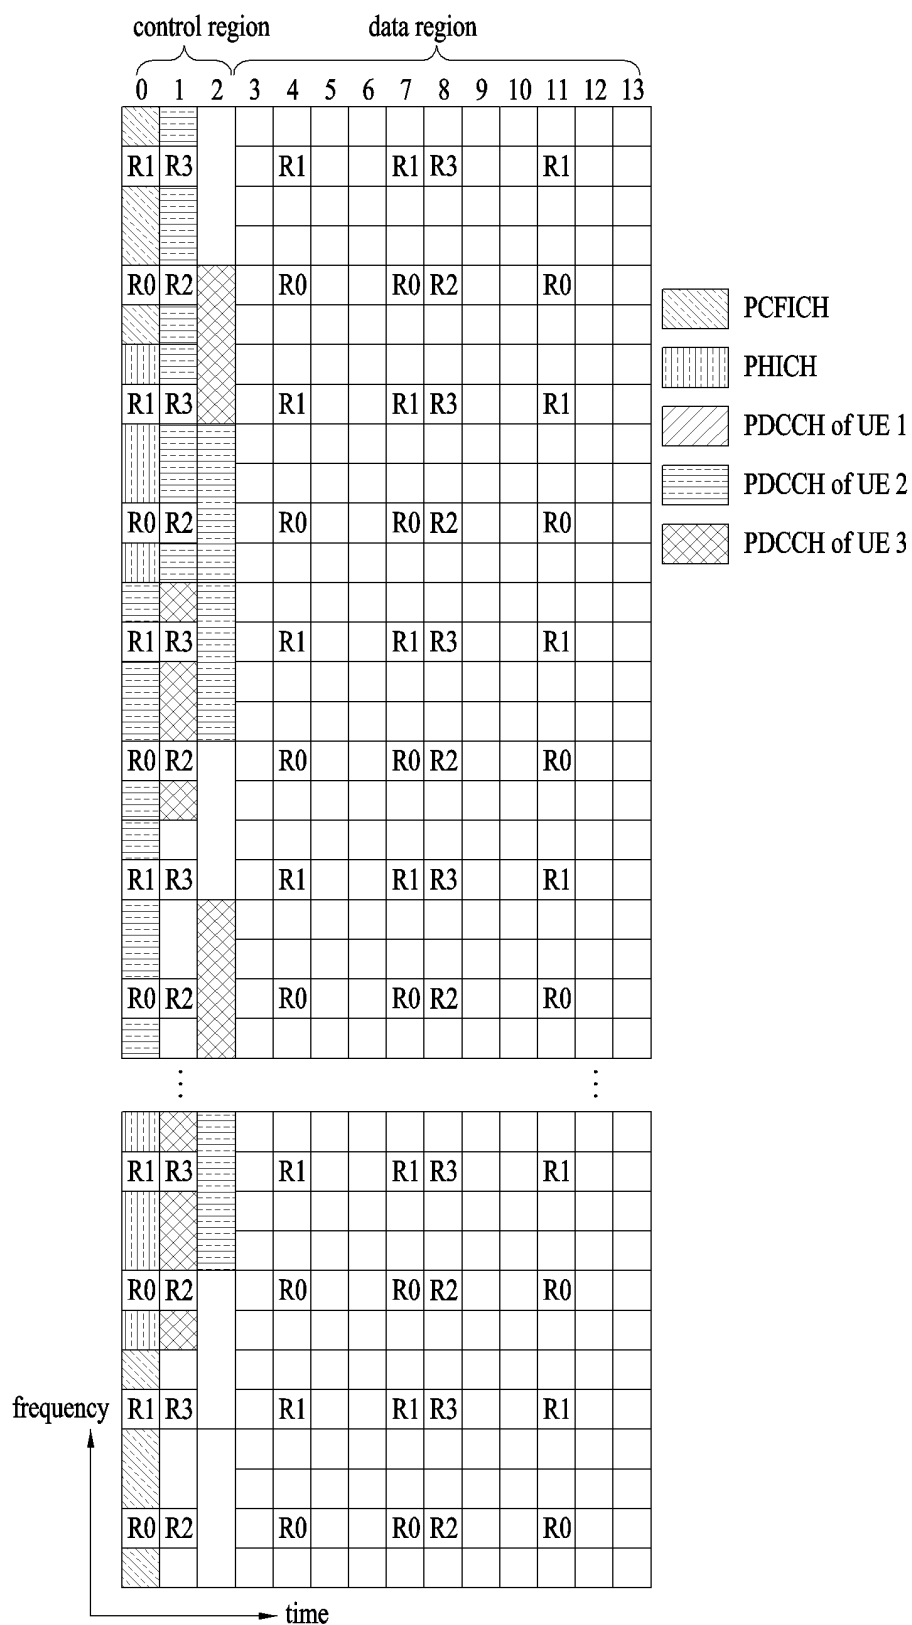 control region data region
0 1 2 3 4 5 6 7 8 9 10 11 12 13
R1 R3 R1 R1 R3 R1
R0 R2 R0 R0 R2 R0
PCFICH
PHICH
R1 R3 R1 R1 R3 R1
PDCCH of UE 1
PDCCH of UE 2
R0 R2 R0 R0 R2 R0
PDCCH of UE 3
R1 R3 R1 R1 R3 R1
R0 R2 R0 R0 R2 R0
R1 R3 R1 R1 R3 R1
R0 R2 R0 R0 R2 R0
R1 R3 R1 R1 R3 R1
R0 R2 R0 R0 R2 R0
frequency R1 R3 R1 R1 R3 R1
R0 R2 R0 R0 R2 R0
time